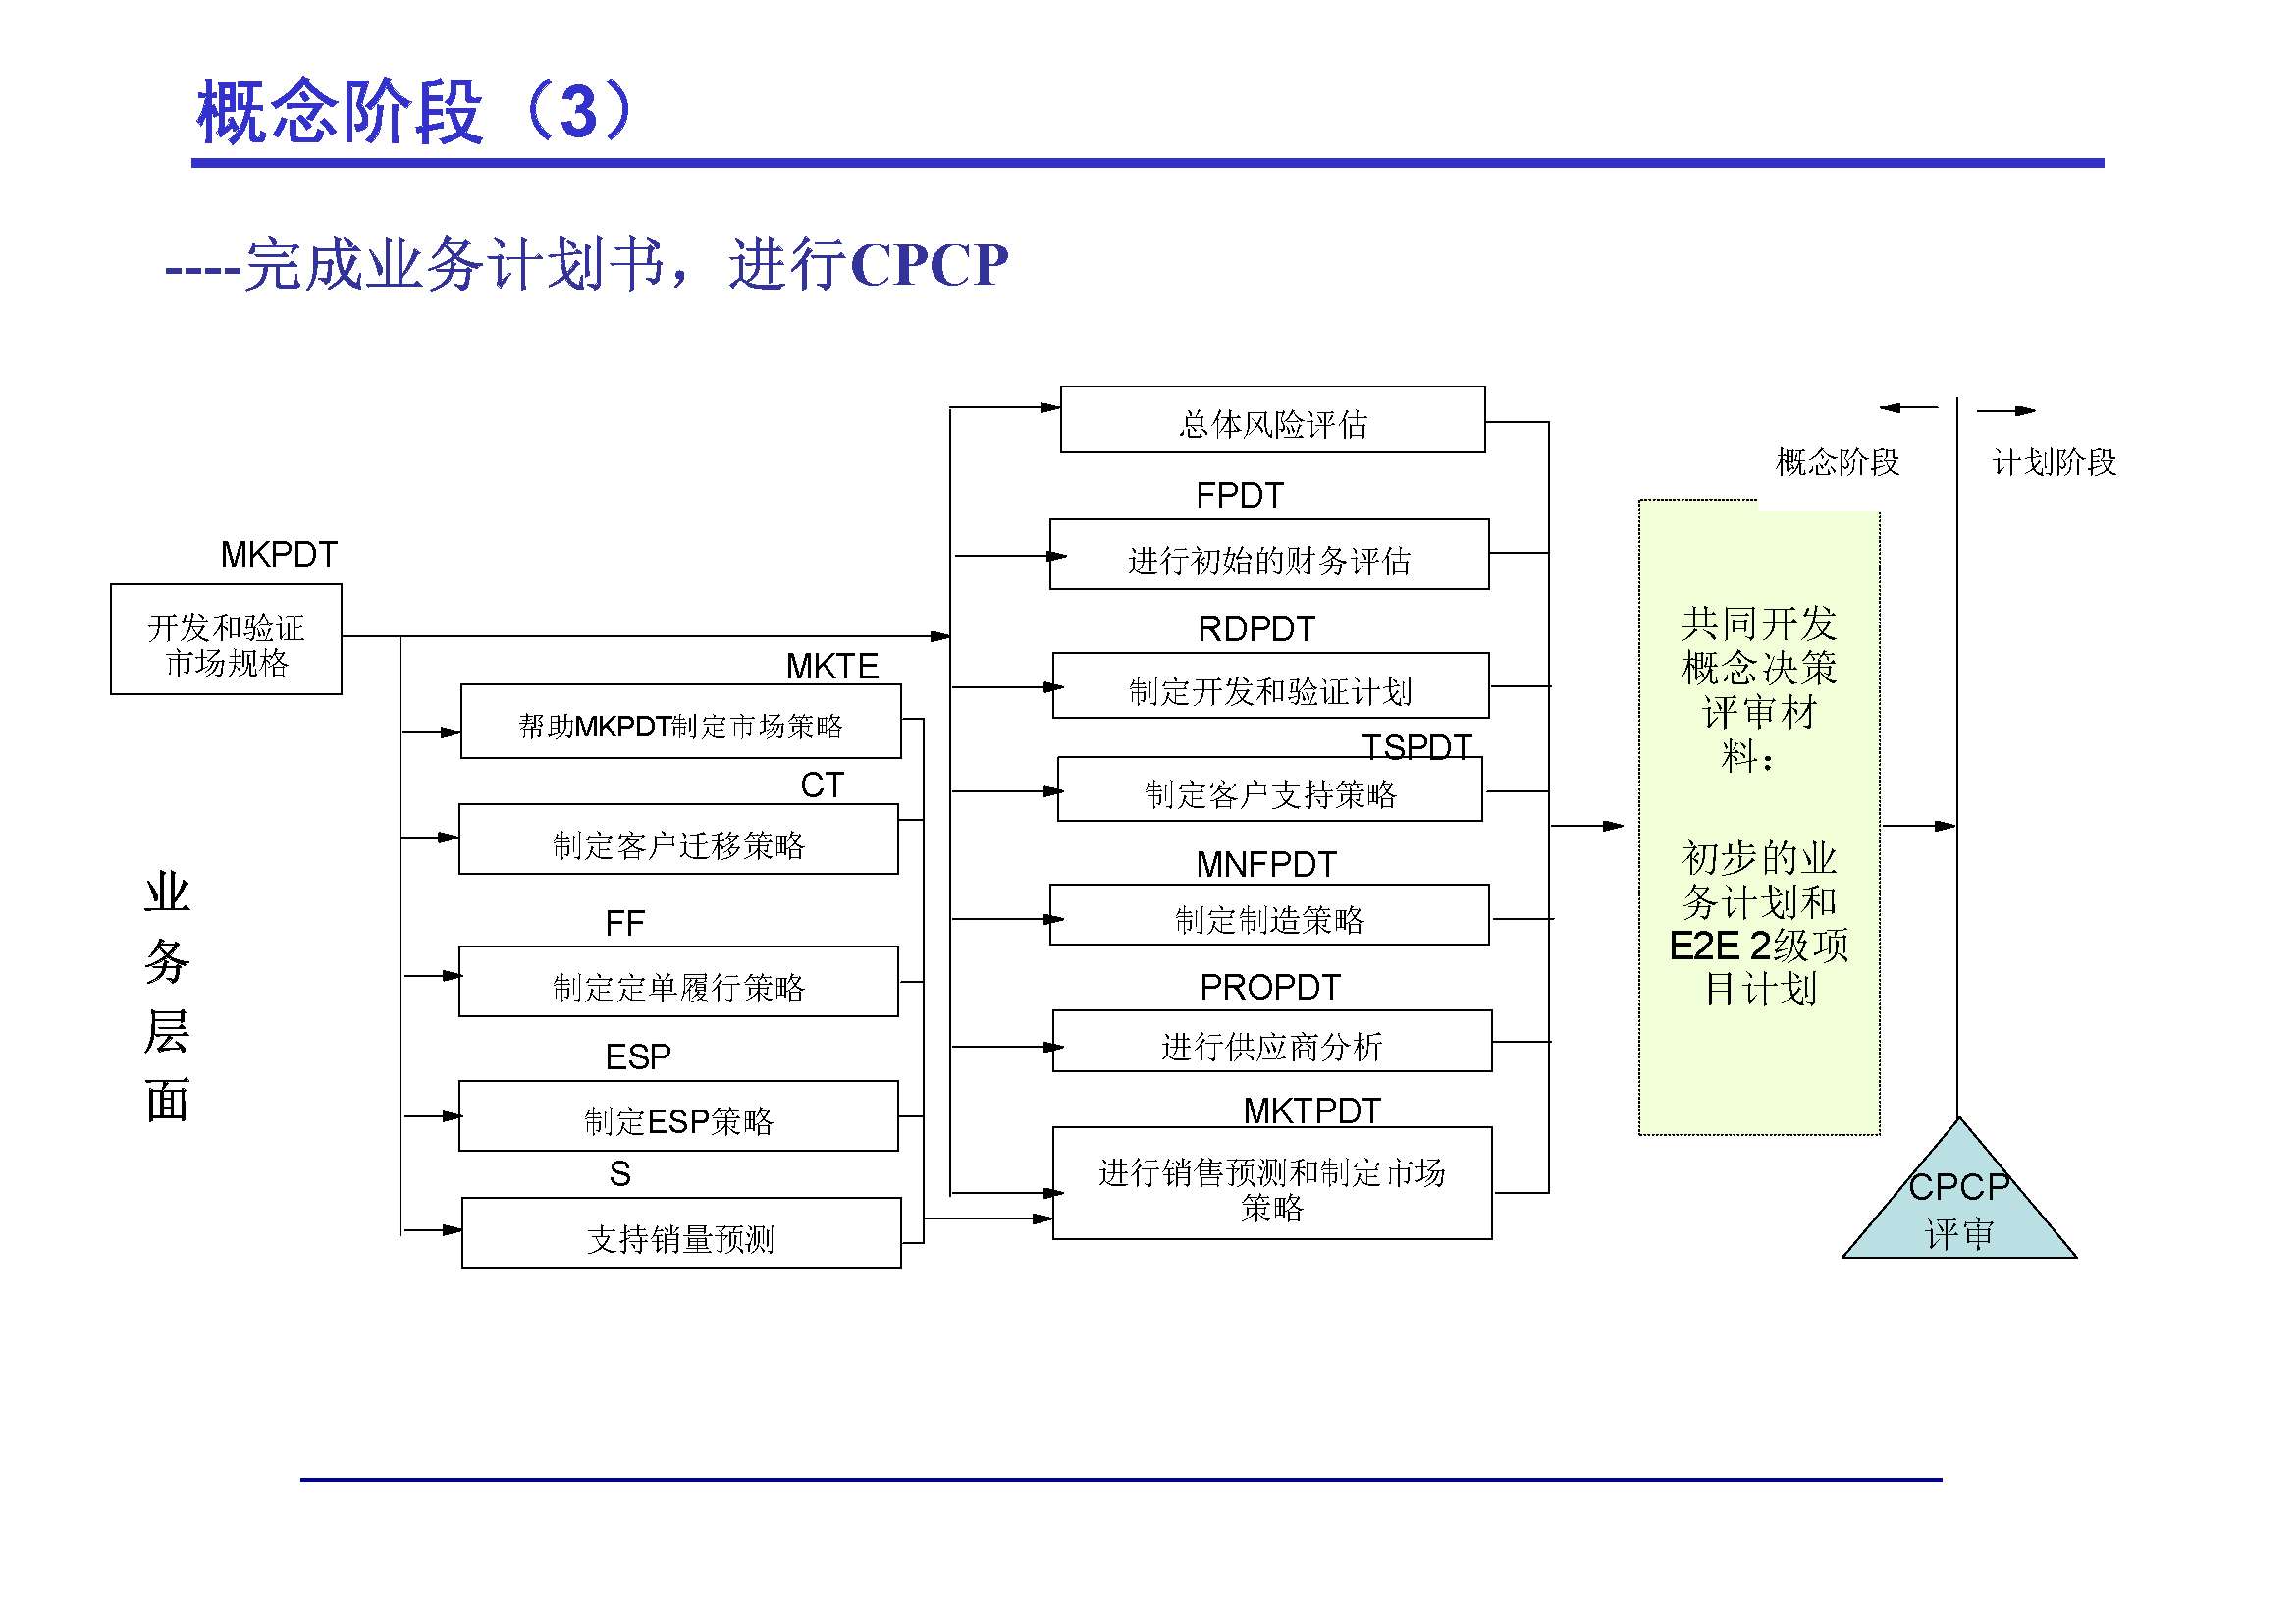 概念阶段（3）
----完成业务计划书，进行CPCP
MKPDT
开发和验证
市场规格
业
务
层
面
MKTE
帮助MKPDT制定市场策略
CT
制定客户迁移策略
FF
制定定单履行策略
ESP
制定ESP策略
S
支持销量预测
总体风险评估
FPDT
进行初始的财务评估
RDPDT
制定开发和验证计划
TSPDT
制定客户支持策略
MNFPDT
制定制造策略
PROPDT
进行供应商分析
MKTPDT
进行销售预测和制定市场
策略
概念阶段
计划阶段
共同开发
概念决策
评审材
料：
初步的业
务计划和
E2E 2级项
目计划
CPCP
评审